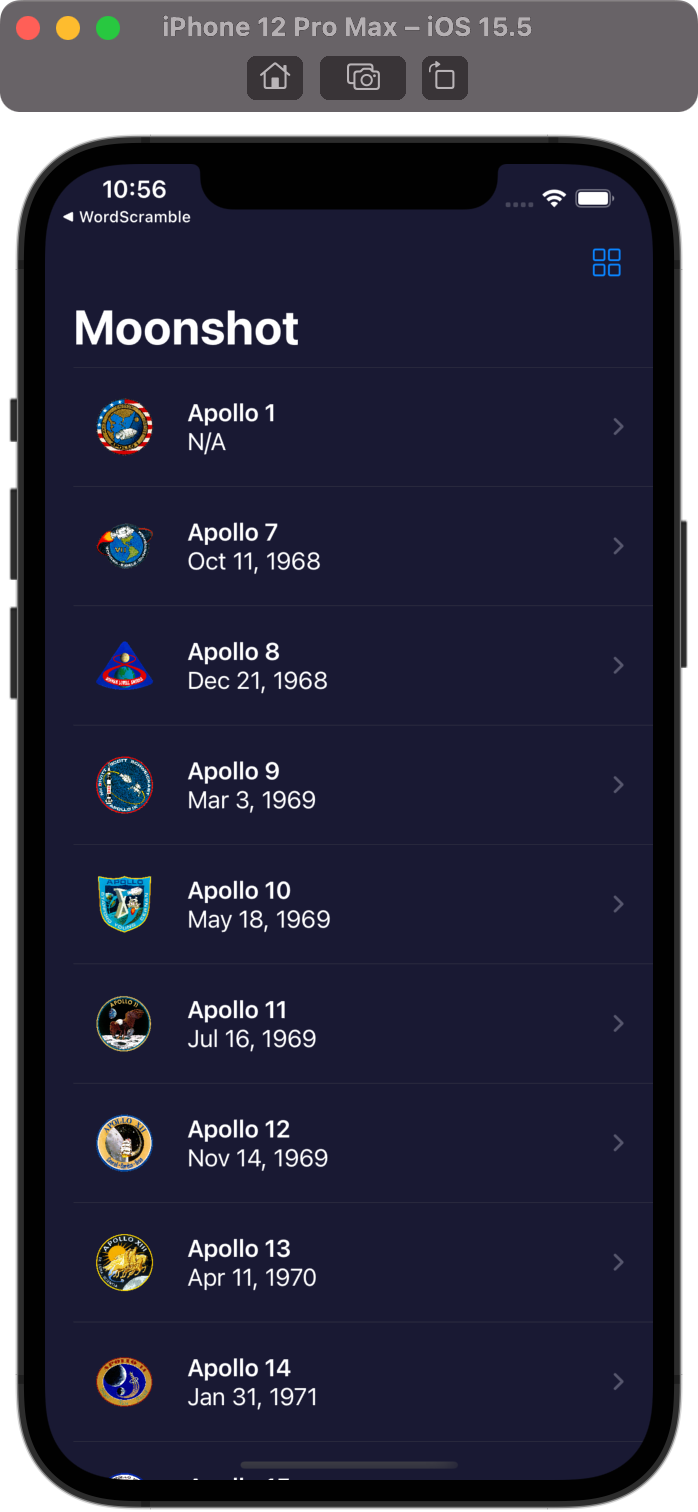 iPhone 12 Pro Max – iOS 15.5
10:56
◀ WordScramble
Moonshot
Apollo 1
N/A
Apollo 7
Oct 11, 1968
Apollo 8
Dec 21, 1968
Apollo 9
Mar 3, 1969
Apollo 10
May 18, 1969
Apollo 11
Jul 16, 1969
Apollo 12
Nov 14, 1969
Apollo 13
Apr 11, 1970
Apollo 14
Jan 31, 1971